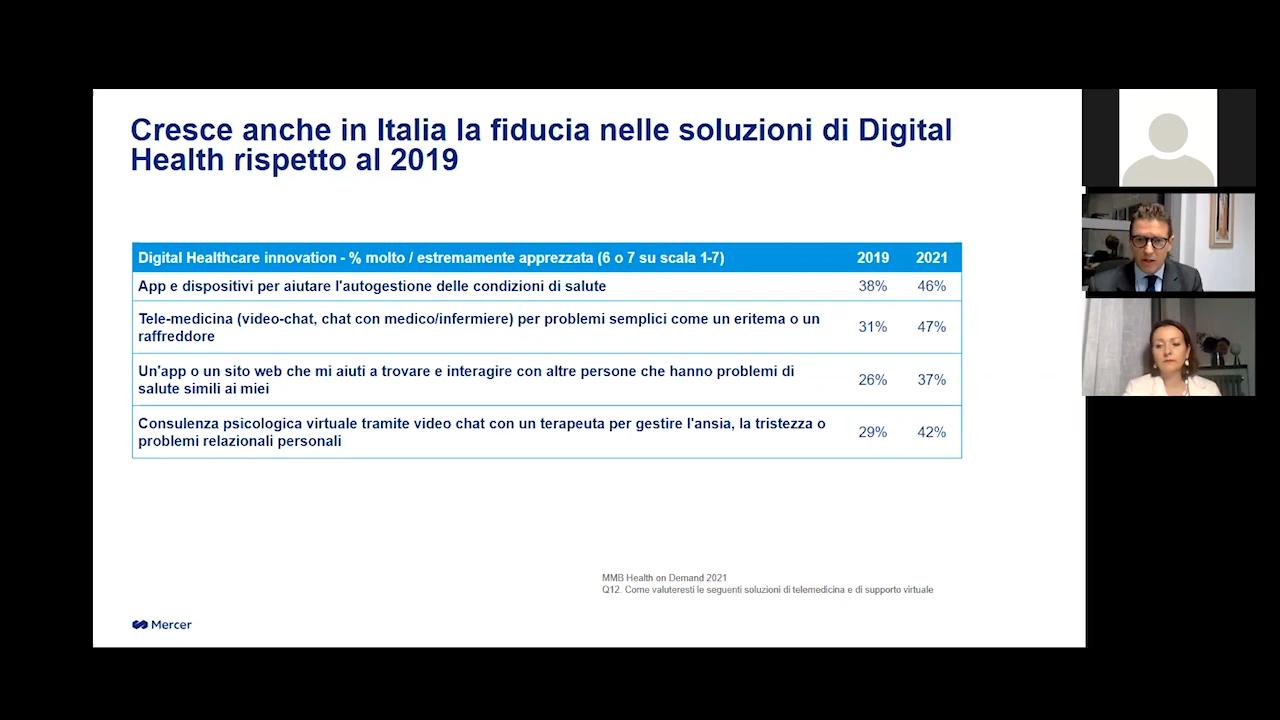 Cresce anche in Italia la fiducia nelle soluzioni di Digital
Health rispetto al 2019
Digital Healthcare innovation - % molto / estremamente apprezzata (6 o 7 su scala 1-7) 2019 2021
App e dispositivi per aiutare l'autogestione delle condizioni di salute 38% 46%
Tele-medicina (video-chat, chat con medico/infermiere) per problemi semplici come un eritema o un
raffreddore 31% 47%
Un'app o un sito web che mi aiuti a trovare e interagire con altre persone che hanno problemi di
salute simili ai miei 26% 37%
Consulenza psicologica virtuale tramite video chat con un terapeuta per gestire l'ansia, la tristezza o
problemi relazionali personali 29% 42%
MMB Health on Demand 2021
Q12. Come valuteresti le seguenti soluzioni di telemedicina e di supporto virtuale
Mercer